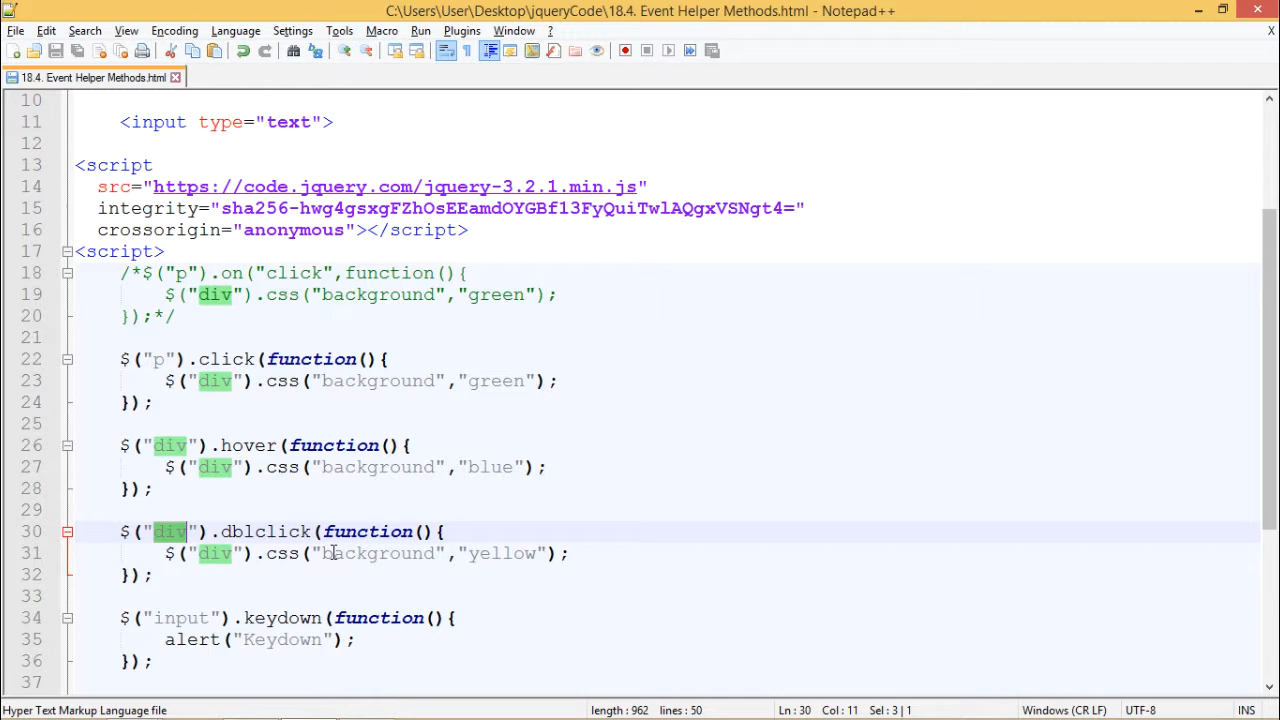 C:\Users\User\Desktop\jqueryCode\18.4. Event Helper Methods.html - Notepad++
File Edit Search View Encoding Language Settings Tools Macro Run Plugins Window ? X
18.4. Event Helper Methods.html
10
11 <input type="text">
12
13 <script
14 src="https://code.jquery.com/jquery-3.2.1.min.js"
15 integrity="sha256-hwg4gsxgFZhOsEEamdOYGBf13FyQuiTwlAQgxVSNgt4="
16 crossorigin="anonymous"></script>
17 <script>
18 /*$("p").on("click",function(){
19 $("div").css("background","green");
20 });*/
21
22 $("p").click(function(){
23 $("div").css("background","green");
24 });
25
26 $("div").hover(function(){
27 $("div").css("background","blue");
28 });
29
30 $("div").dblclick(function(){
31 $("div").css("background","yellow");
32 });
33
34 $("input").keydown(function(){
35 alert("Keydown");
36 });
37
Hyper Text Markup Language file length : 962 lines : 50 Ln : 30 Col : 11 Sel : 3 | 1 Windows (CR LF) UTF-8 INS